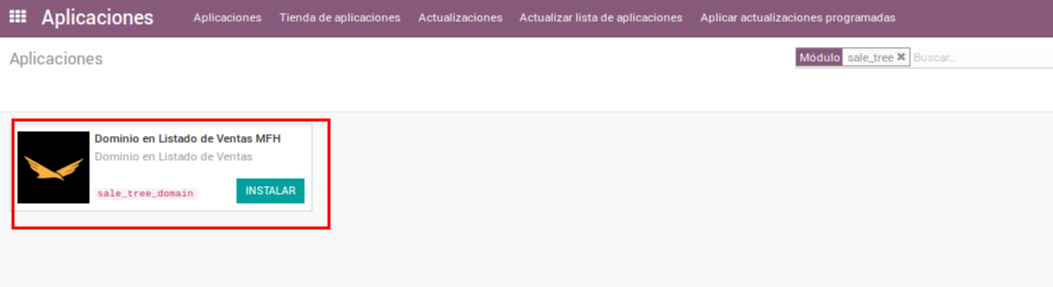 Aplicaciones Aplicaciones Tienda de aplicaciones Actualizaciones Actualizar lista de aplicaciones Aplicar actualizaciones programadas
Aplicaciones Módulo sale_tree ✖ Buscar...
Dominio en Listado de Ventas MFH
Dominio en Listado de Ventas
sale_tree_domain INSTALAR